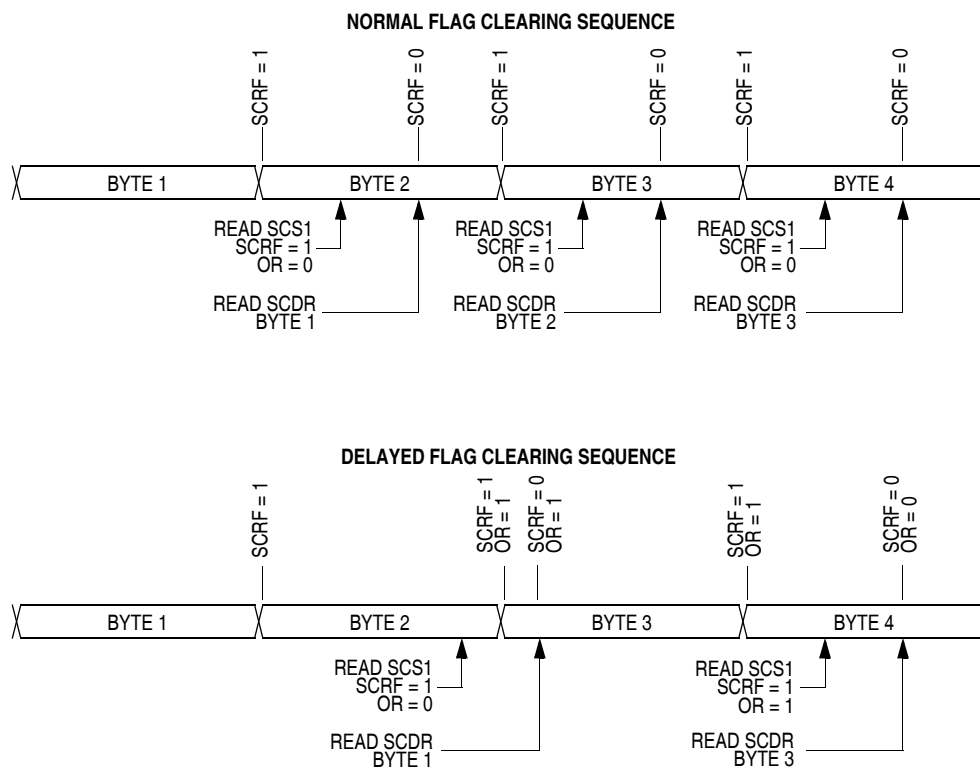 NORMAL FLAG CLEARING SEQUENCE
SCRF = 1
SCRF = 0
SCRF = 1
SCRF = 0
SCRF = 1
SCRF = 0
BYTE 1
BYTE 2
BYTE 3
BYTE 4
READ SCS1
SCRF = 1
OR = 0
READ SCS1
SCRF = 1
OR = 0
READ SCS1
SCRF = 1
OR = 0
READ SCDR
BYTE 1
READ SCDR
BYTE 2
READ SCDR
BYTE 3
DELAYED FLAG CLEARING SEQUENCE
SCRF = 1
SCRF = 1
OR = 1
SCRF = 0
OR = 1
SCRF = 1
OR = 1
SCRF = 0
OR = 0
BYTE 1
BYTE 2
BYTE 3
BYTE 4
READ SCS1
SCRF = 1
OR = 0
READ SCS1
SCRF = 1
OR = 1
READ SCDR
BYTE 1
READ SCDR
BYTE 3